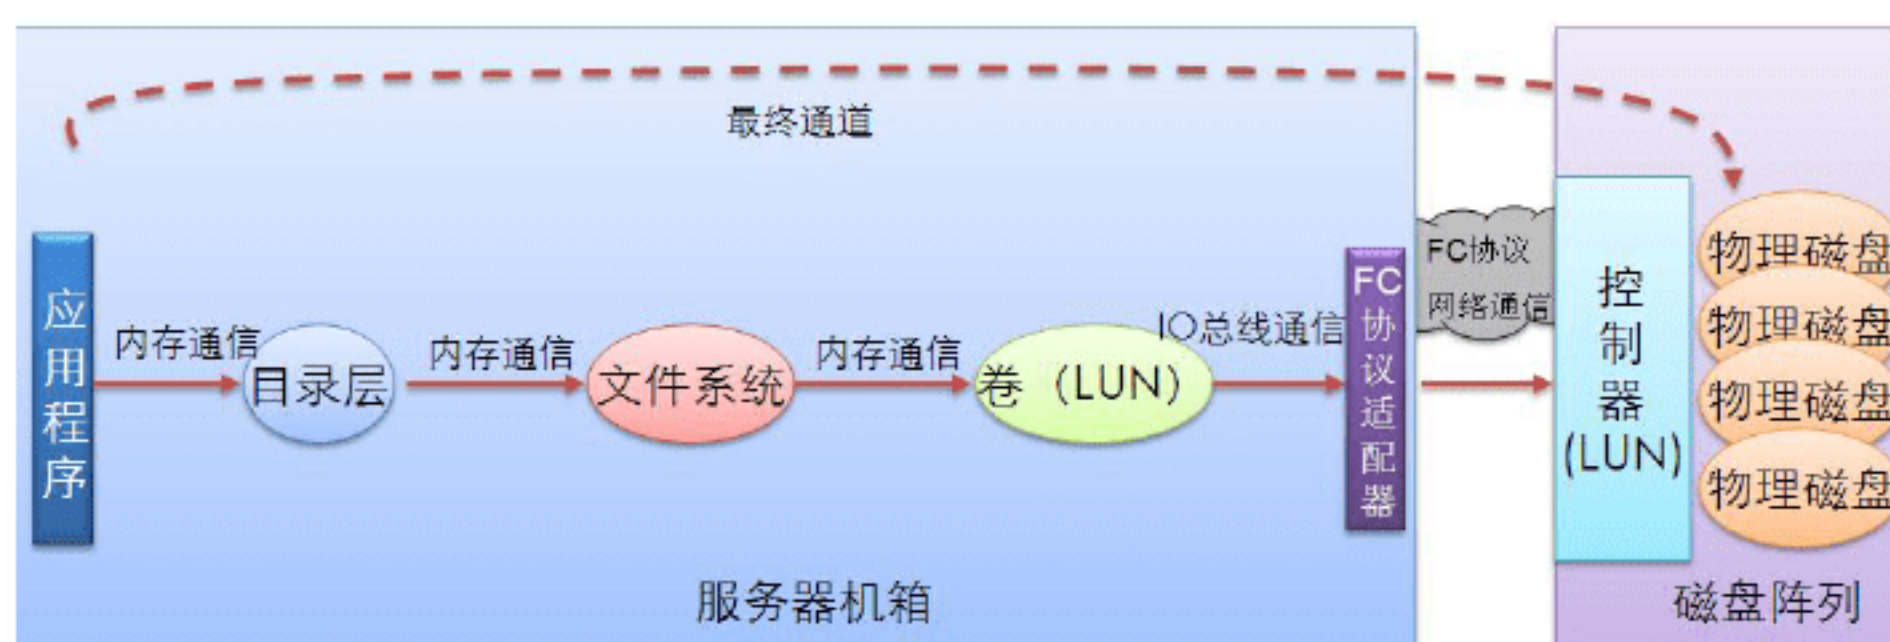 最终通道
应用程序
内存通信
目录层
内存通信
文件系统
内存通信
卷（LUN）
IO总线通信
FC协议适配器
FC协议
网络通信
控制器
(LUN)
物理磁盘
物理磁盘
物理磁盘
物理磁盘
服务器机箱
磁盘阵列